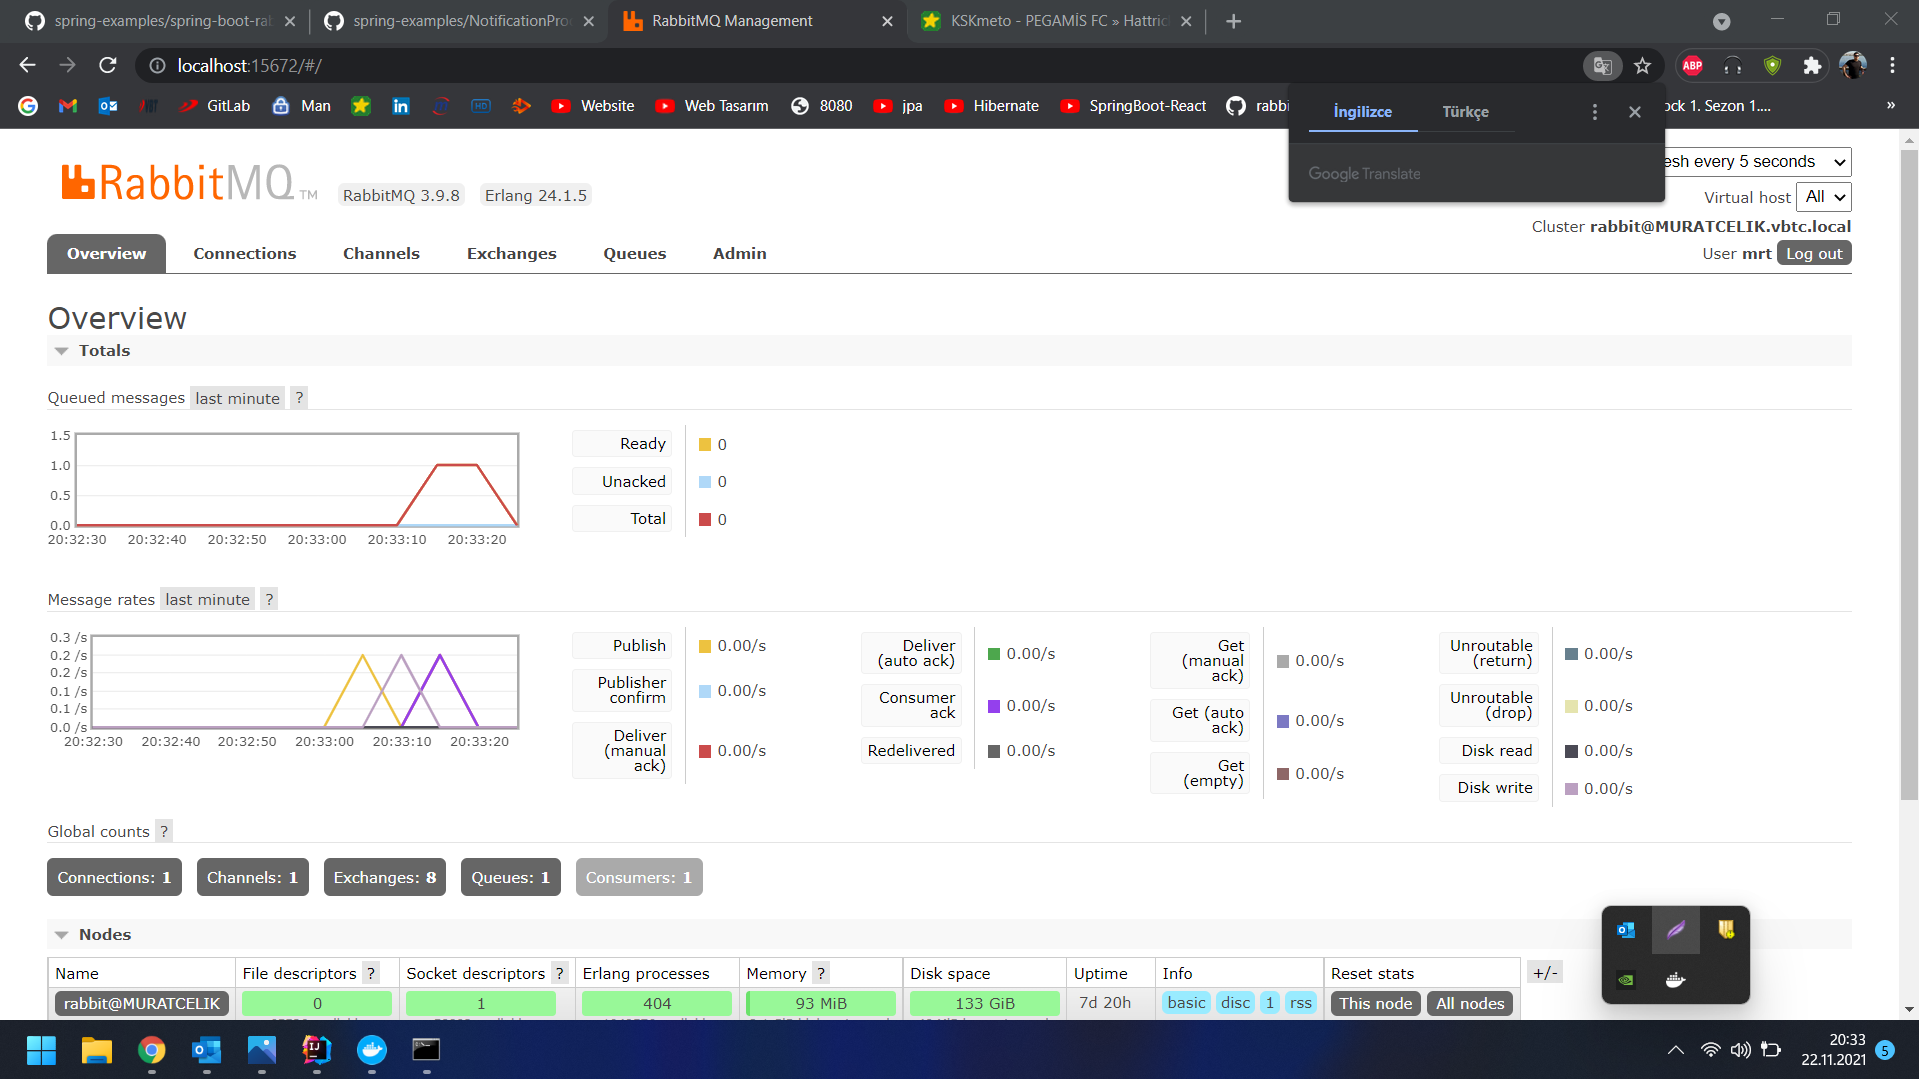 spring-examples/spring-boot-rab
spring-examples/NotificationProc
RabbitMQ Management
KSKmeto - PEGAMİS FC » Hattric
localhost:15672/#/
ABP
GitLab
Man
HD
Website
Web Tasarım
8080
jpa
Hibernate
SpringBoot-React
rabbi
ock 1. Sezon 1....
»
İngilizce
Türkçe
Google Translate
RabbitMQ TM
RabbitMQ 3.9.8
Erlang 24.1.5
esh every 5 seconds
Virtual host All
Cluster rabbit@MURATCELIK.vbtc.local
User mrt Log out
Overview
Connections
Channels
Exchanges
Queues
Admin
Overview
Totals
Queued messages last minute ?
1.5
1.0
0.5
0.0
20:32:30 20:32:40 20:32:50 20:33:00 20:33:10 20:33:20
Ready 0
Unacked 0
Total 0
Message rates last minute ?
0.3 /s
0.2 /s
0.2 /s
0.1 /s
0.1 /s
0.0 /s
20:32:30 20:32:40 20:32:50 20:33:00 20:33:10 20:33:20
Publish 0.00/s
Publisher
confirm 0.00/s
Deliver
(manual 0.00/s
ack)
Deliver
(auto ack) 0.00/s
Consumer
ack 0.00/s
Redelivered 0.00/s
Get
(manual 0.00/s
ack)
Get (auto
ack) 0.00/s
Get
(empty) 0.00/s
Unroutable
(return) 0.00/s
Unroutable
(drop) 0.00/s
Disk read 0.00/s
Disk write 0.00/s
Global counts ?
Connections: 1
Channels: 1
Exchanges: 8
Queues: 1
Consumers: 1
Nodes
Name File descriptors ? Socket descriptors ? Erlang processes Memory ? Disk space Uptime Info Reset stats +/-
rabbit@MURATCELIK 0 1 404 93 MiB 133 GiB 7d 20h basic disc 1 rss This node All nodes
20:33
22.11.2021
5